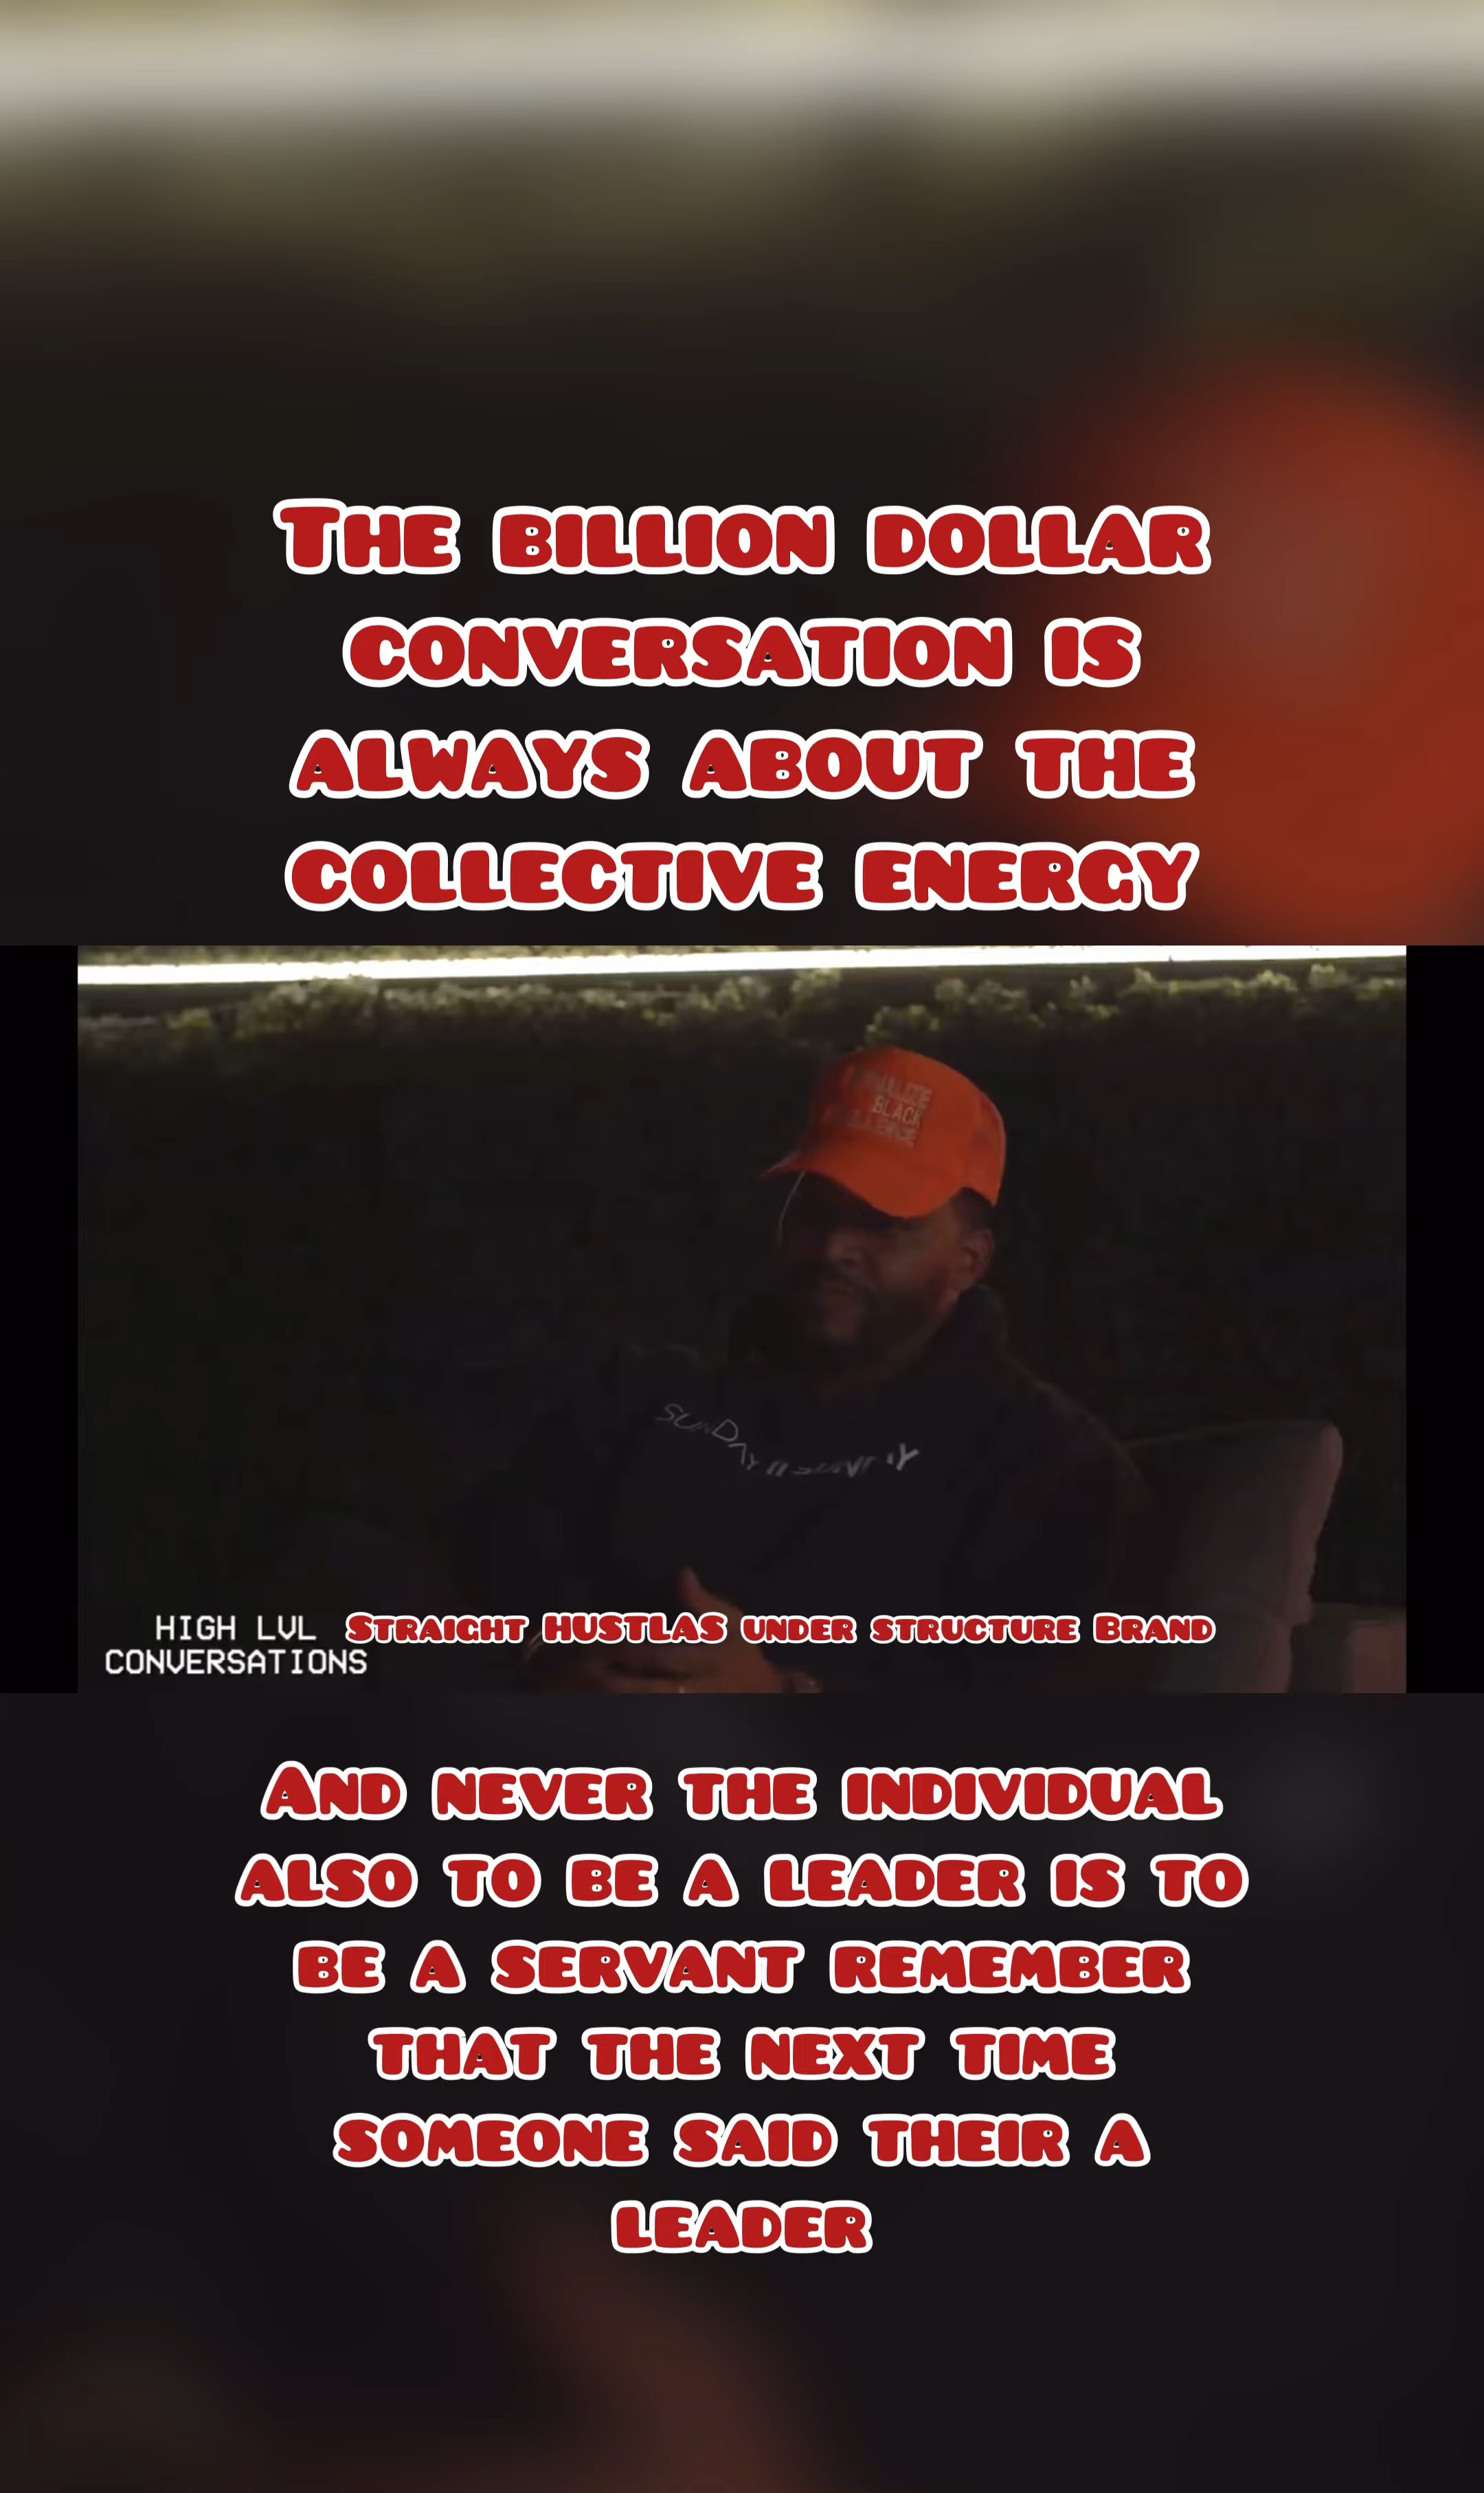 The billion dollar
conversation is
always about the
collective energy
BLACK
SUNDAY
HIGH LVL
CONVERSATIONS
Straight HUSTLAS under structure Brand
And never the individual
also to be a leader is to
be a servant remember
that the next time
someone said their a
leader